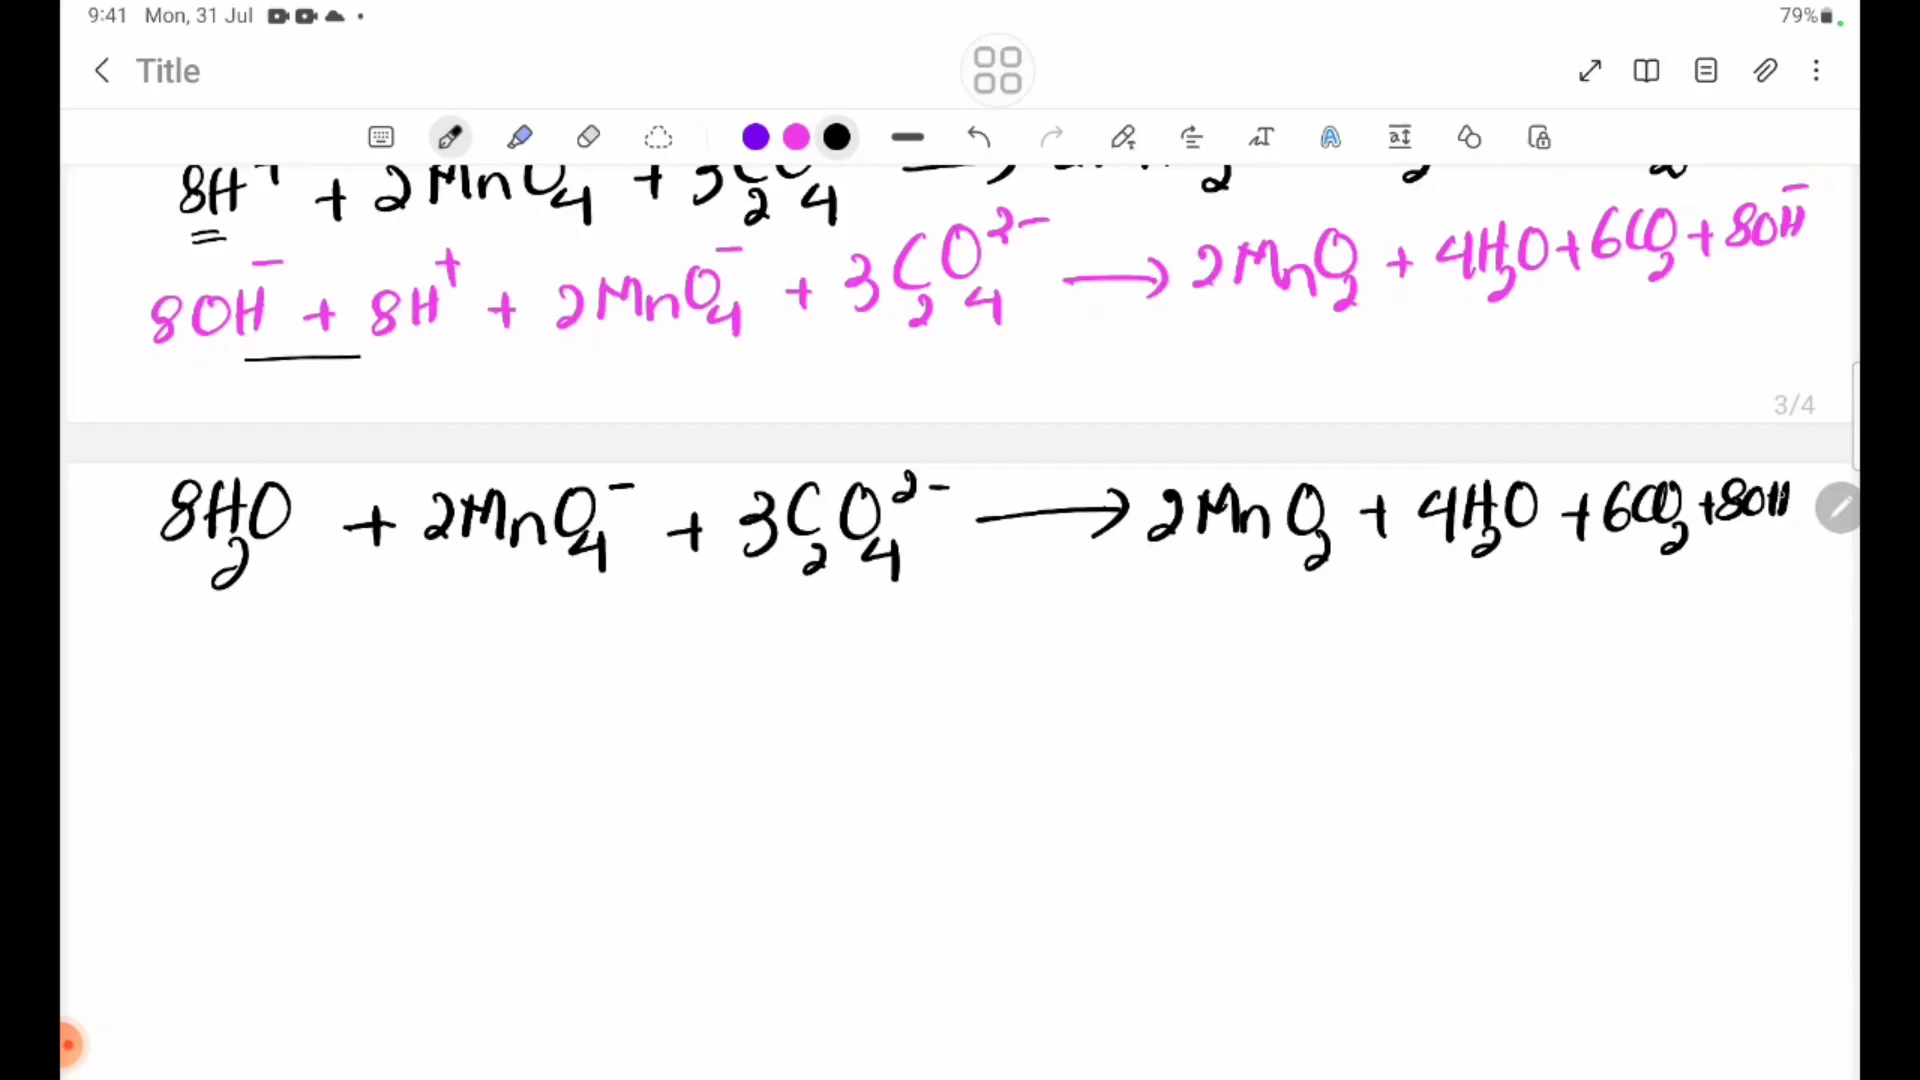 9:41 Mon, 31 Jul
79%
Title
8H⁺ + 2MnO₄ + 3C₂O₄
8OH⁻ + 8H⁺ + 2MnO₄⁻ + 3C₂O₄²⁻ → 2MnO₂ + 4H₂O + 6CO₂ + 8OH⁻
3/4
8H₂O + 2MnO₄⁻ + 3C₂O₄²⁻ → 2MnO₂ + 4H₂O + 6CO₂ + 8OH